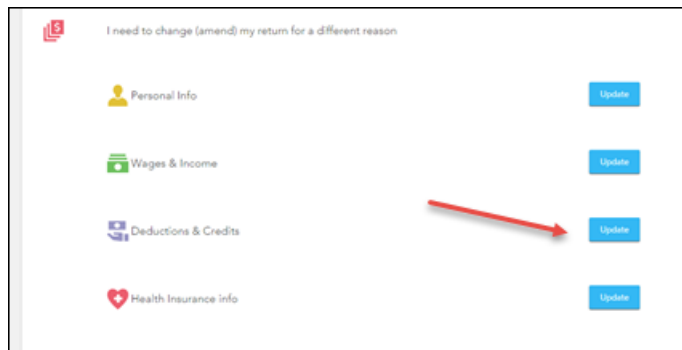 S
I need to change (amend) my return for a different reason
Personal Info Update
Wages & Income Update
Deductions & Credits Update
Health Insurance info Update